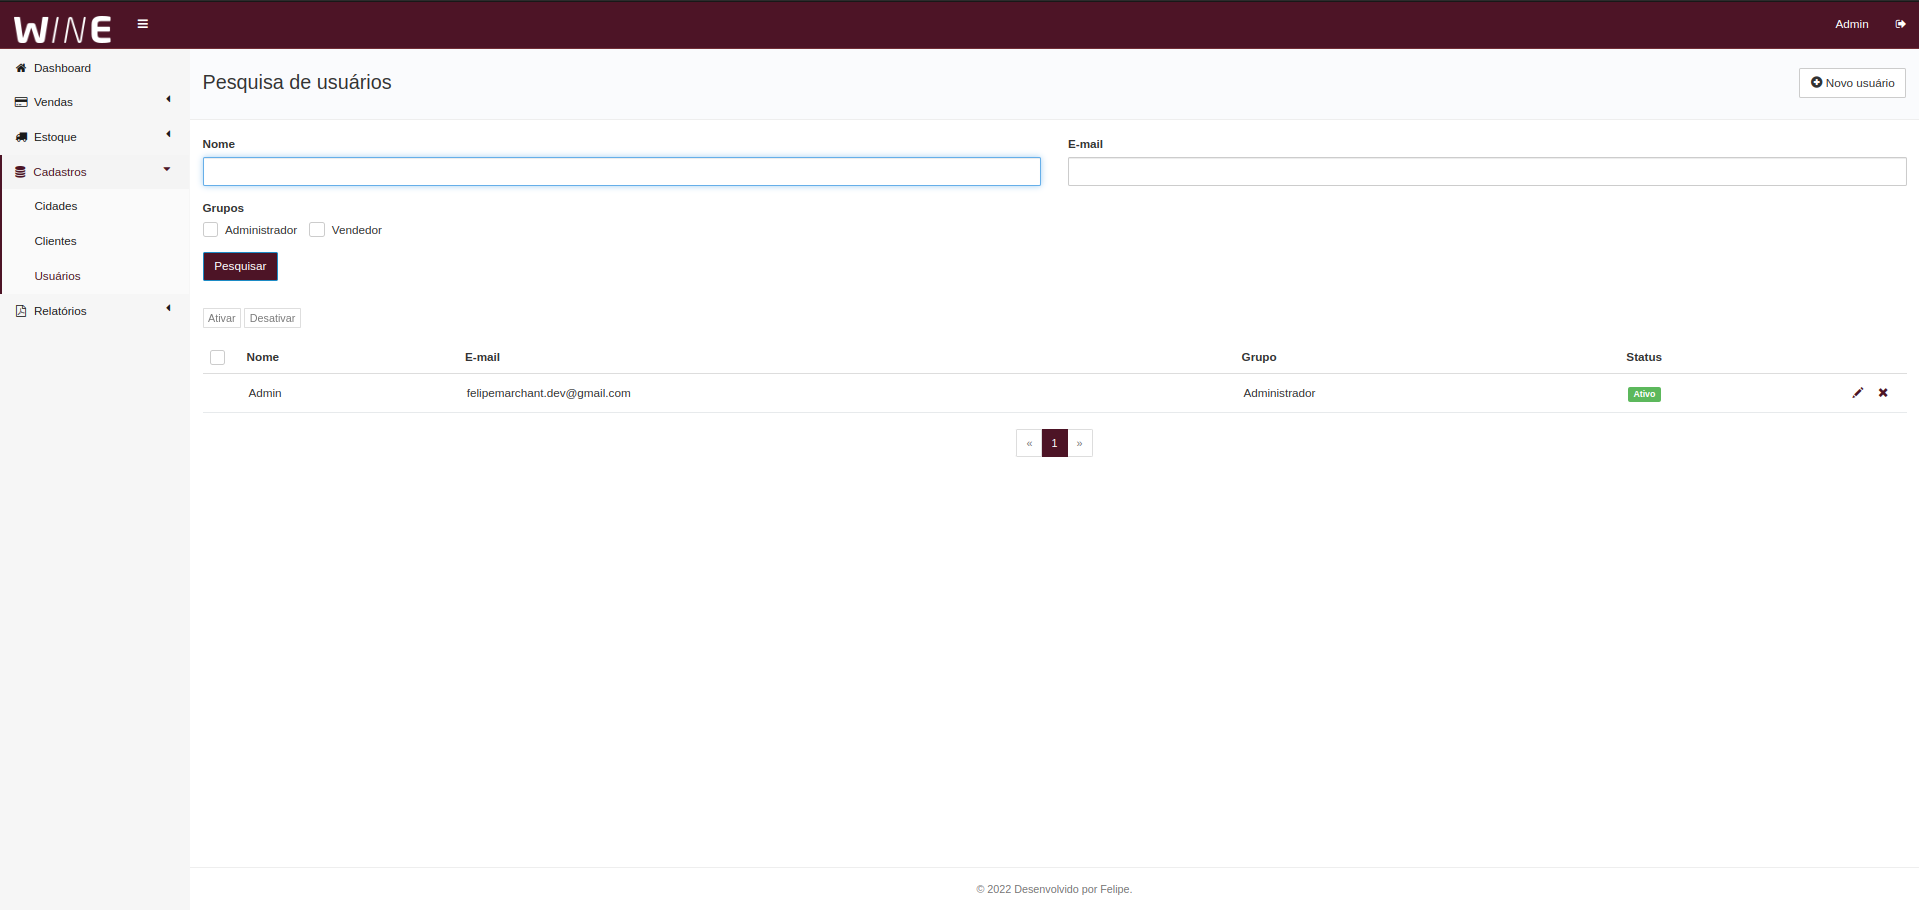 WINE
Admin
Dashboard
Vendas
Estoque
Cadastros
Cidades
Clientes
Usuários
Relatórios
Pesquisa de usuários
Novo usuário
Nome
E-mail
Grupos
Administrador Vendedor
Pesquisar
Ativar Desativar
Nome E-mail Grupo Status
Admin felipemarchant.dev@gmail.com Administrador Ativo
« 1 »
© 2022 Desenvolvido por Felipe.